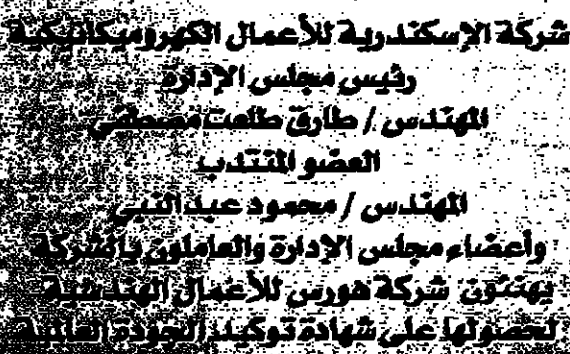 شركة الإسكندرية للأعمال الكهروميكانيكية
رئيس مجلس الإدارة
المهندس / طارق طلعت مصطفى
العضو المنتدب
المهندس / محمود عبد النبي
وأعضاء مجلس الإدارة والعاملون بالشركة
يهنئون شركة هورس للأعمال الهندسية
لحصولها على شهادة توكيد الجودة العالمية